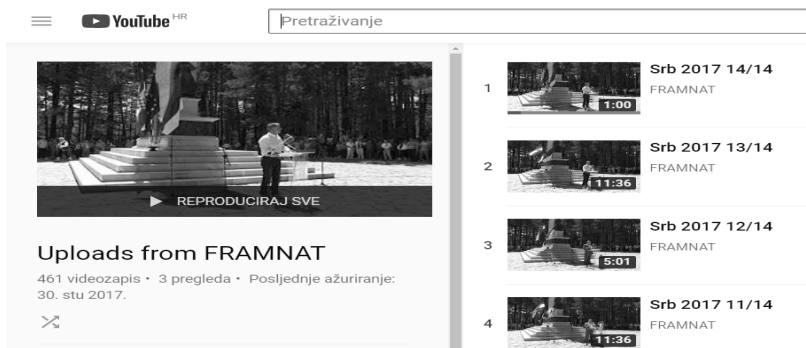 YouTube HR
Pretraživanje
REPRODUCIRAJ SVE
Uploads from FRAMNAT
461 videozapis • 3 pregleda • Posljednje ažuriranje:
30. stu 2017.
1
Srb 2017 14/14
FRAMNAT
1:00
2
Srb 2017 13/14
FRAMNAT
11:36
3
Srb 2017 12/14
FRAMNAT
5:01
4
Srb 2017 11/14
FRAMNAT
11:36